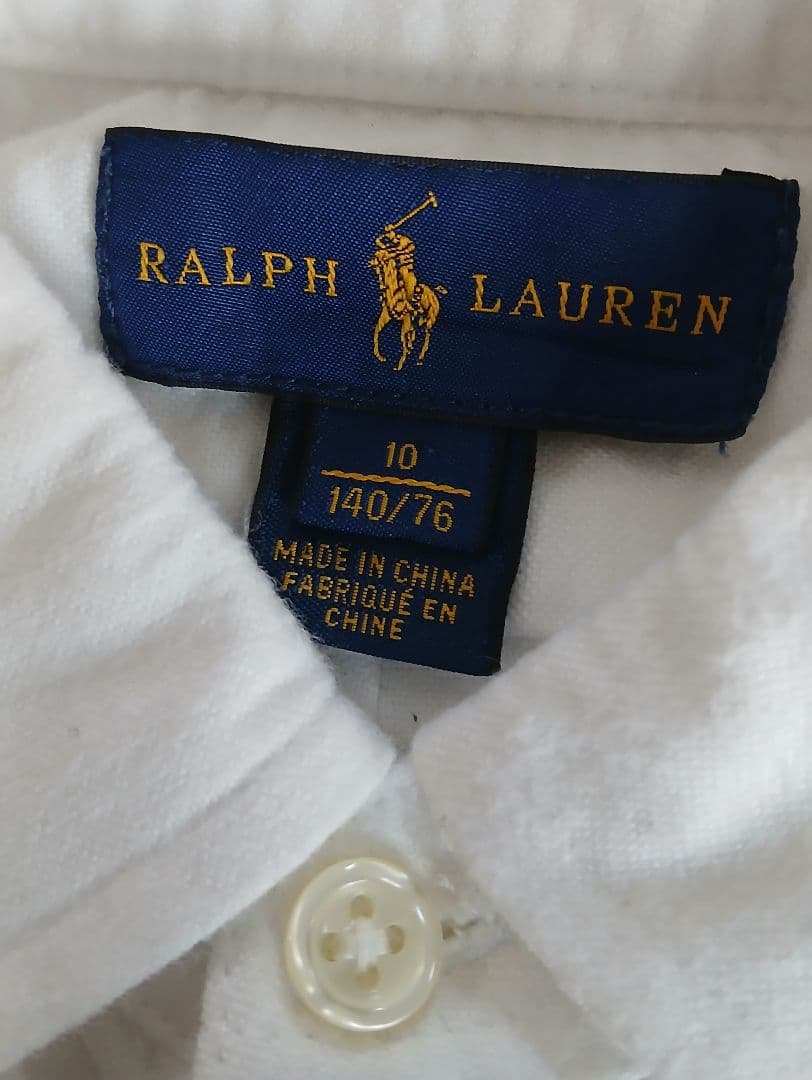 RALPH LAUREN
10
140/76
MADE IN CHINA
FABRIQUÉ EN
CHINE